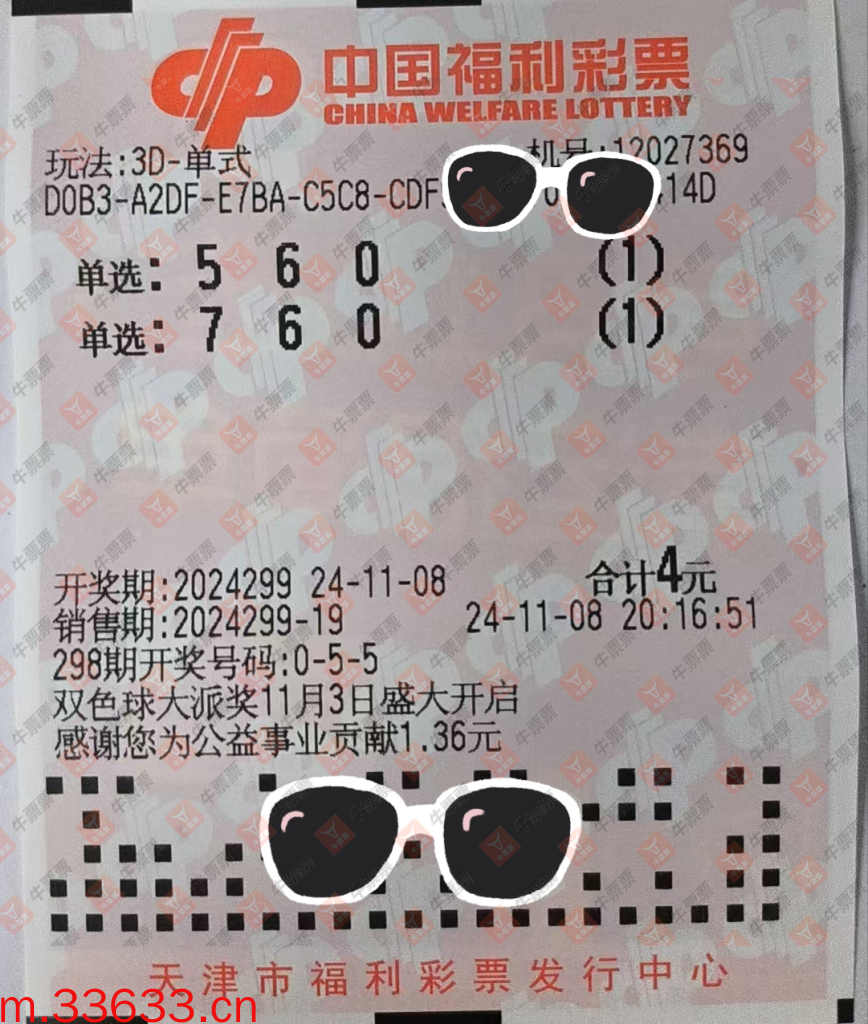 中国福利彩票
CHINA WELFARE LOTTERY
玩法:3D-单式 机号:12027369
D0B3-A2DF-E7BA-C5C8-CDF 14D
单选: 5 6 0 (1)
单选: 7 6 0 (1)
开奖期:2024299 24-11-08 合计4元
销售期:2024299-19 24-11-08 20:16:51
298期开奖号码:0-5-5
双色球大派奖11月3日盛大开启
感谢您为公益事业贡献1.36元
天津市福利彩票发行中心
m.33633.cn
牛票票